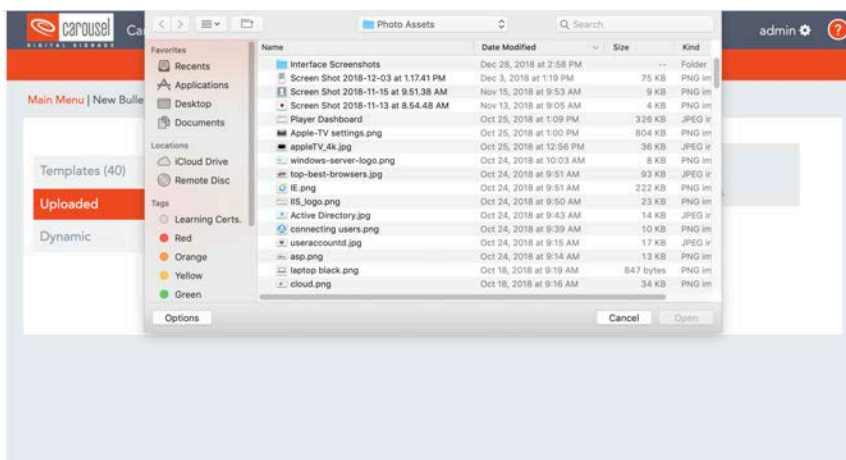 carousel
DIGITAL SIGNAGE
Ca
Photo Assets
Search
admin
?
Main Menu | New Bulle
Templates (40)
Uploaded
Dynamic
Favorites
Recents
Applications
Desktop
Documents
Locations
iCloud Drive
Remote Disc
Tags
Learning Certs.
Red
Orange
Yellow
Green
Name Date Modified Size Kind
Interface Screenshots Dec 28, 2018 at 2:58 PM -- Folder
Screen Shot 2018-12-03 at 1.17.41 PM Dec 3, 2018 at 1:19 PM 75 KB PNG im
Screen Shot 2018-11-15 at 9.51.38 AM Nov 15, 2018 at 9:53 AM 9 KB PNG im
Screen Shot 2018-11-13 at 8.54.48 AM Nov 13, 2018 at 9:05 AM 4 KB PNG im
Player Dashboard Oct 25, 2018 at 1:09 PM 326 KB JPEG ir
Apple-TV settings.png Oct 25, 2018 at 1:00 PM 804 KB PNG im
appleTV_4k.jpg Oct 25, 2018 at 12:56 PM 36 KB JPEG ir
windows-server-logo.png Oct 24, 2018 at 10:03 AM 8 KB PNG im
top-best-browsers.jpg Oct 24, 2018 at 9:51 AM 93 KB JPEG ir
IE.png Oct 24, 2018 at 9:51 AM 222 KB PNG im
IIS_logo.png Oct 24, 2018 at 9:50 AM 23 KB PNG im
Active Directory.jpg Oct 24, 2018 at 9:43 AM 14 KB JPEG ir
connecting users.png Oct 24, 2018 at 9:39 AM 10 KB PNG im
useraccountd.jpg Oct 24, 2018 at 9:15 AM 17 KB JPEG ir
asp.png Oct 24, 2018 at 9:14 AM 13 KB PNG im
laptop black.png Oct 18, 2018 at 9:19 AM 847 bytes PNG im
cloud.png Oct 18, 2018 at 9:16 AM 34 KB PNG im
Options
Cancel
Open